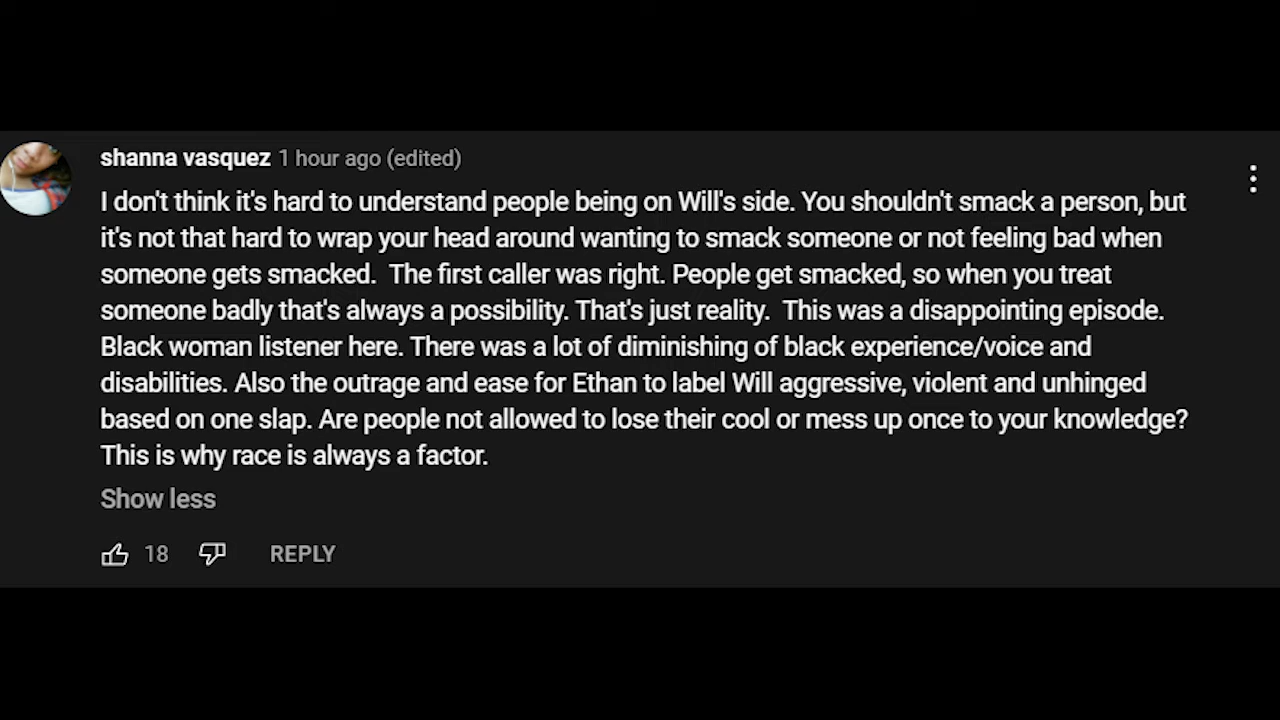 shanna vasquez 1 hour ago (edited)
I don't think it's hard to understand people being on Will's side. You shouldn't smack a person, but
it's not that hard to wrap your head around wanting to smack someone or not feeling bad when
someone gets smacked.  The first caller was right. People get smacked, so when you treat
someone badly that's always a possibility. That's just reality.  This was a disappointing episode.
Black woman listener here. There was a lot of diminishing of black experience/voice and
disabilities. Also the outrage and ease for Ethan to label Will aggressive, violent and unhinged
based on one slap. Are people not allowed to lose their cool or mess up once to your knowledge?
This is why race is always a factor.
Show less
18 REPLY